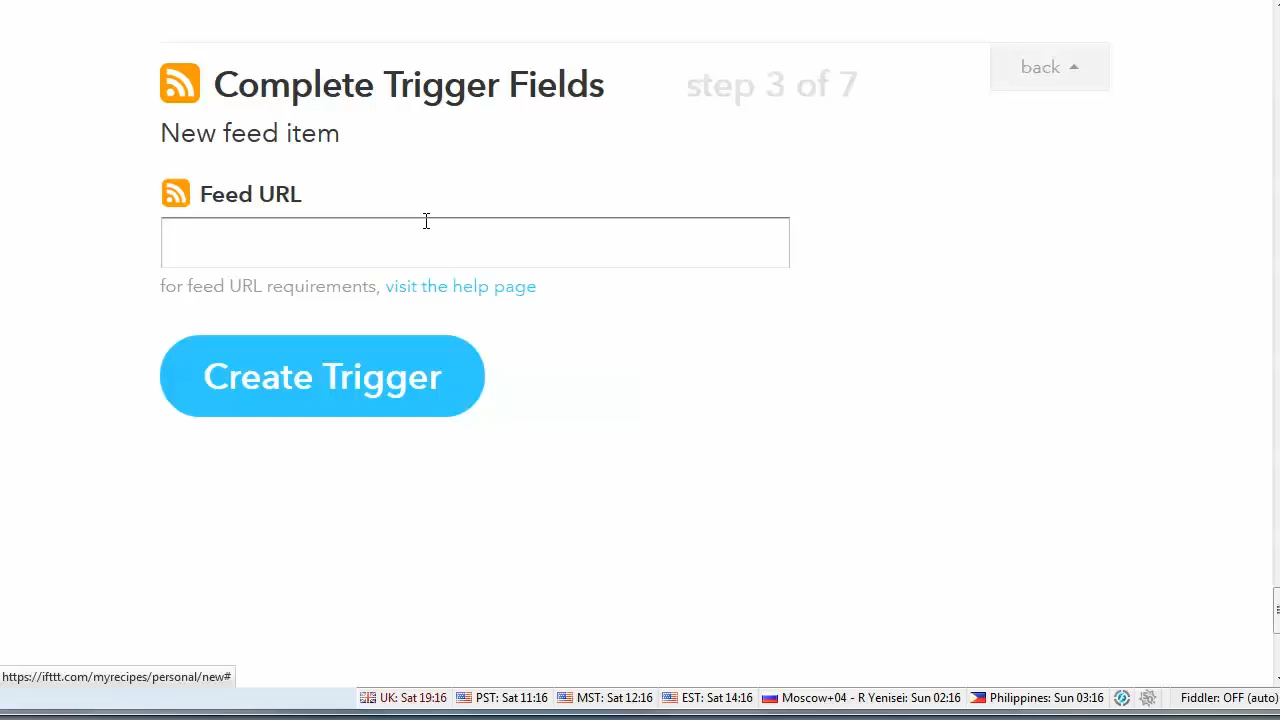 Complete Trigger Fields
step 3 of 7
back
New feed item
Feed URL
for feed URL requirements, visit the help page
Create Trigger
https://ifttt.com/myrecipes/personal/new#
UK: Sat 19:16
PST: Sat 11:16
MST: Sat 12:16
EST: Sat 14:16
Moscow+04 - R Yenisei: Sun 02:16
Philippines: Sun 03:16
Fiddler: OFF (auto)